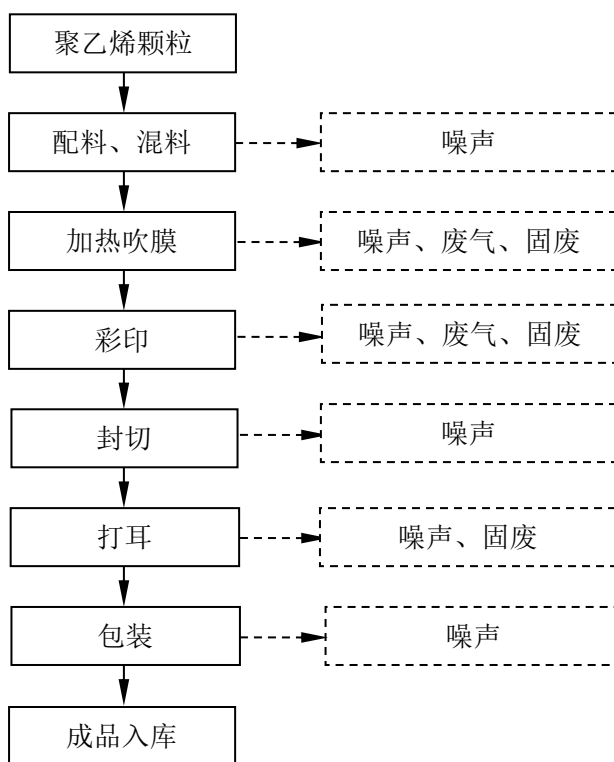 聚乙烯颗粒
配料、混料
噪声
加热吹膜
噪声、废气、固废
彩印
噪声、废气、固废
封切
噪声
打耳
噪声、固废
包装
噪声
成品入库